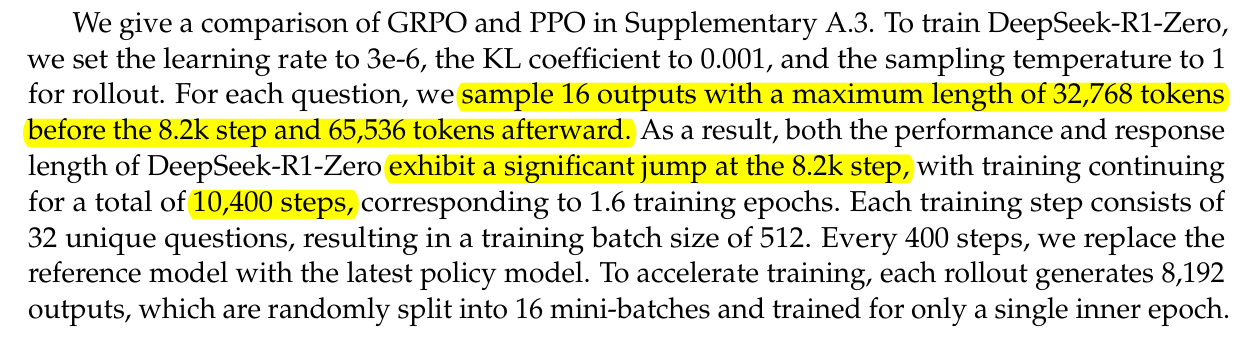 We give a comparison of GRPO and PPO in Supplementary A.3. To train DeepSeek-R1-Zero,
we set the learning rate to 3e-6, the KL coefficient to 0.001, and the sampling temperature to 1
for rollout. For each question, we sample 16 outputs with a maximum length of 32,768 tokens
before the 8.2k step and 65,536 tokens afterward. As a result, both the performance and response
length of DeepSeek-R1-Zero exhibit a significant jump at the 8.2k step, with training continuing
for a total of 10,400 steps, corresponding to 1.6 training epochs. Each training step consists of
32 unique questions, resulting in a training batch size of 512. Every 400 steps, we replace the
reference model with the latest policy model. To accelerate training, each rollout generates 8,192
outputs, which are randomly split into 16 mini-batches and trained for only a single inner epoch.